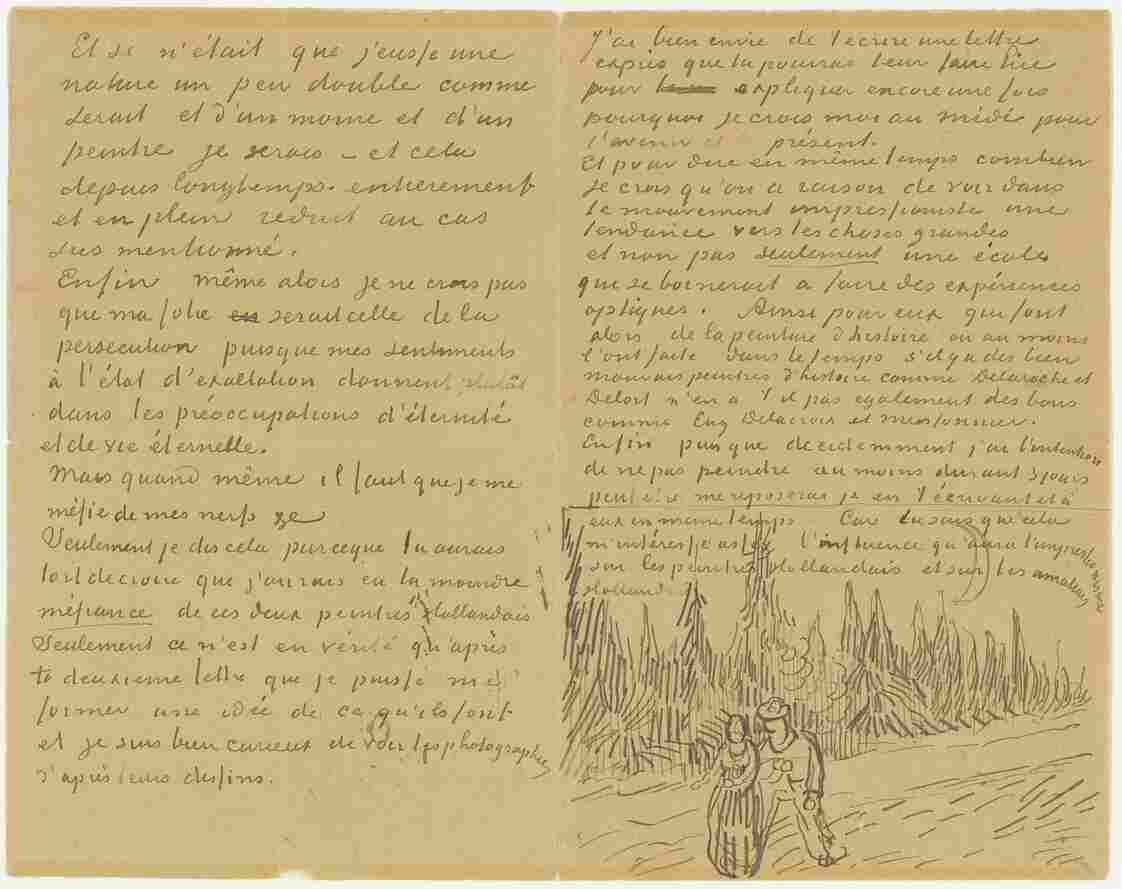 Et si n'était que j'eusse une
nature un peu double comme
serait et d'un moine et d'un
peintre je serais – et cela
depuis longtemps. entièrement
et en plein reduit au cas
sus mentionné.
Enfin même alors je ne crois pas
que ma folie en serait celle de la
persécution puisque mes sentiments
à l'état d'exaltation donnent plutôt
dans les préoccupations d'éternité
et de vie éternelle.
Mais quand même il faut que je me
méfie de mes nerfs
Seulement je dis cela parceque tu aurais
tort de croire que j'aurais eu la moindre
méfiance de ces deux peintres Hollandais
Seulement ce n'est en vérité qu'après
ta deuxieme lettre que je puisse me
former une idée de ce qu'ils font
et je suis bien curieux de voir les photographies
d'après leurs dessins.
J'ai bien envie de t'ecrire une lettre
exprès que tu pourras leur faire lire
pour expliquer encore une fois
pourquoi je crois moi au midi pour
l'avenir et présent.
Et pour dire en même temps combien
je crois qu'on a raison de voir dans
le mouvement impressioniste une
tendance vers les choses grandes
et non pas seulement une école
qui se bornerait a faire des expériences
optiques. Ainsi pour eux qui font
alors de la peinture d'histoire ou au moins
l'ont faite dans le temps s'il y a des bien
mauvais peintres d'histoire comme Delaroche et
Delort n'en a t'il pas egalement des bons
comme Eug Delacroix et Meissonier.
Enfin puisque decidemment j'ai l'intention
de ne pas peindre au moins durant 3 jours
peut être me reposerai je en t'écrivant et à
eux en meme temps Car tu sais que cela
m'intéresse assez l'influence qu'aura l'impressionisme
sur les peintres Hollandais et sur les amateurs
Holland.